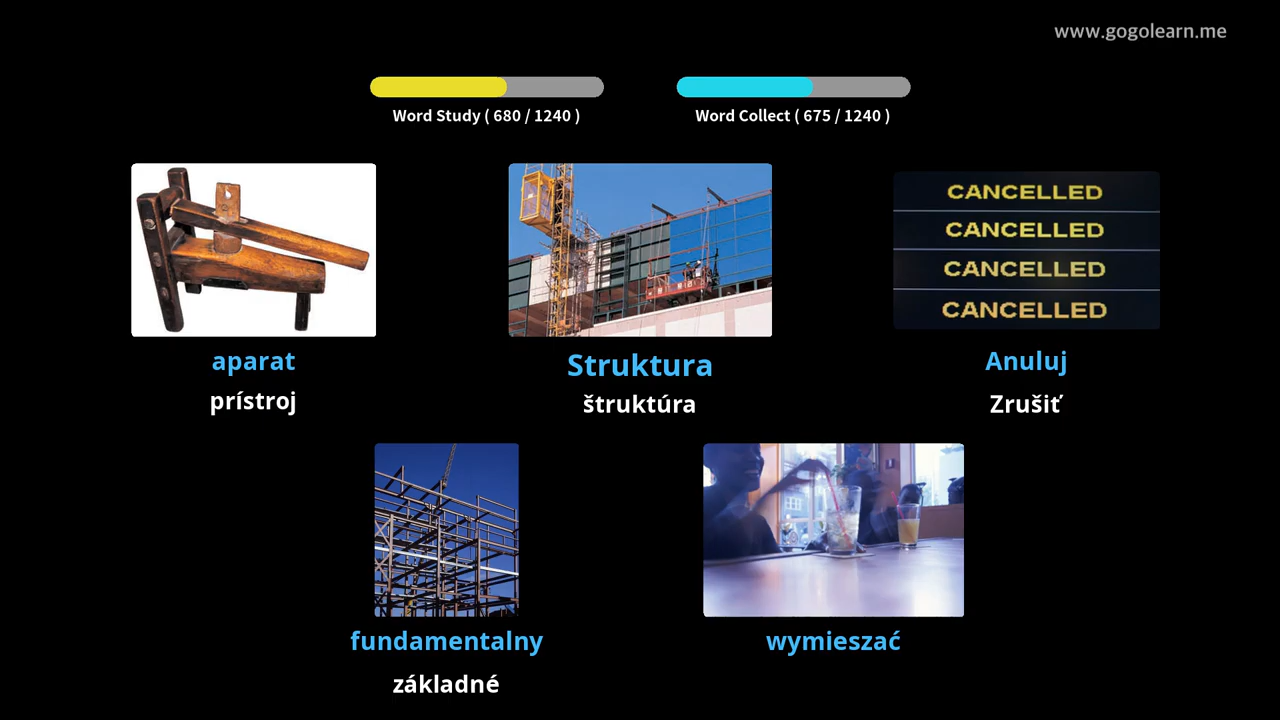 www.gogolearn.me
Word Study ( 680 / 1240 )
Word Collect ( 675 / 1240 )
CANCELLED
CANCELLED
CANCELLED
CANCELLED
aparat
prístroj
Struktura
štruktúra
Anuluj
Zrušiť
fundamentalny
základné
wymieszać